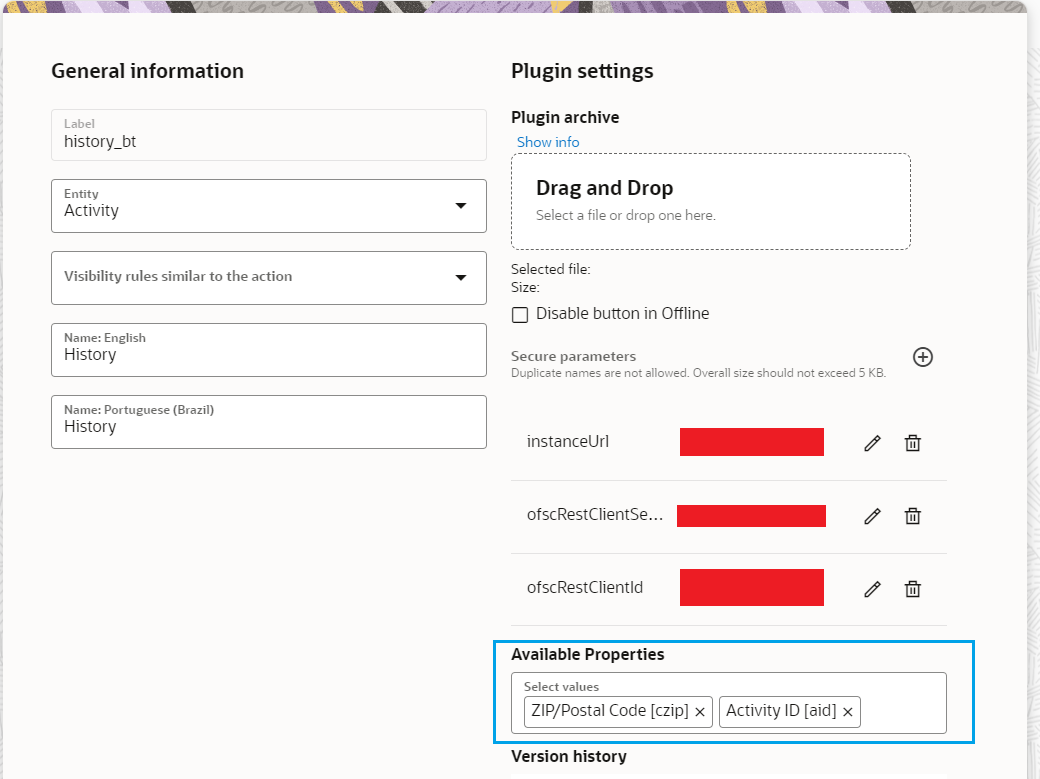 General information
Label
history_bt
Entity
Activity
Visibility rules similar to the action
Name: English
History
Name: Portuguese (Brazil)
History
Plugin settings
Plugin archive
Show info
Drag and Drop
Select a file or drop one here.
Selected file:
Size:
Disable button in Offline
Secure parameters
Duplicate names are not allowed. Overall size should not exceed 5 KB.
instanceUrl
ofscRestClientSe...
ofscRestClientId
Available Properties
Select values
ZIP/Postal Code [czip] × Activity ID [aid] ×
Version history